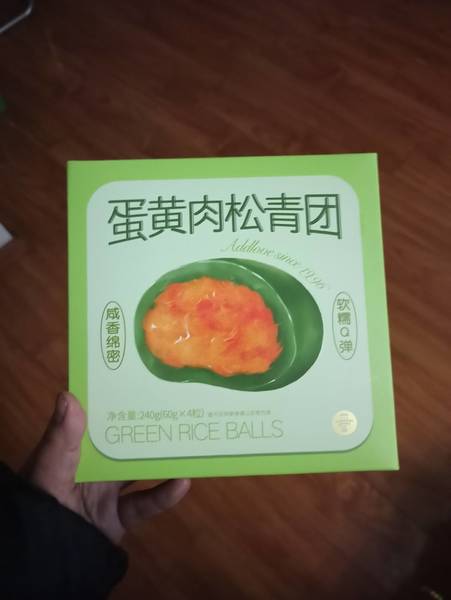 蛋黄肉松青团
Addlove since 1996
咸香绵密
软糯Q弹
净含量:240g(60g×4粒)
GREEN RICE BALLS